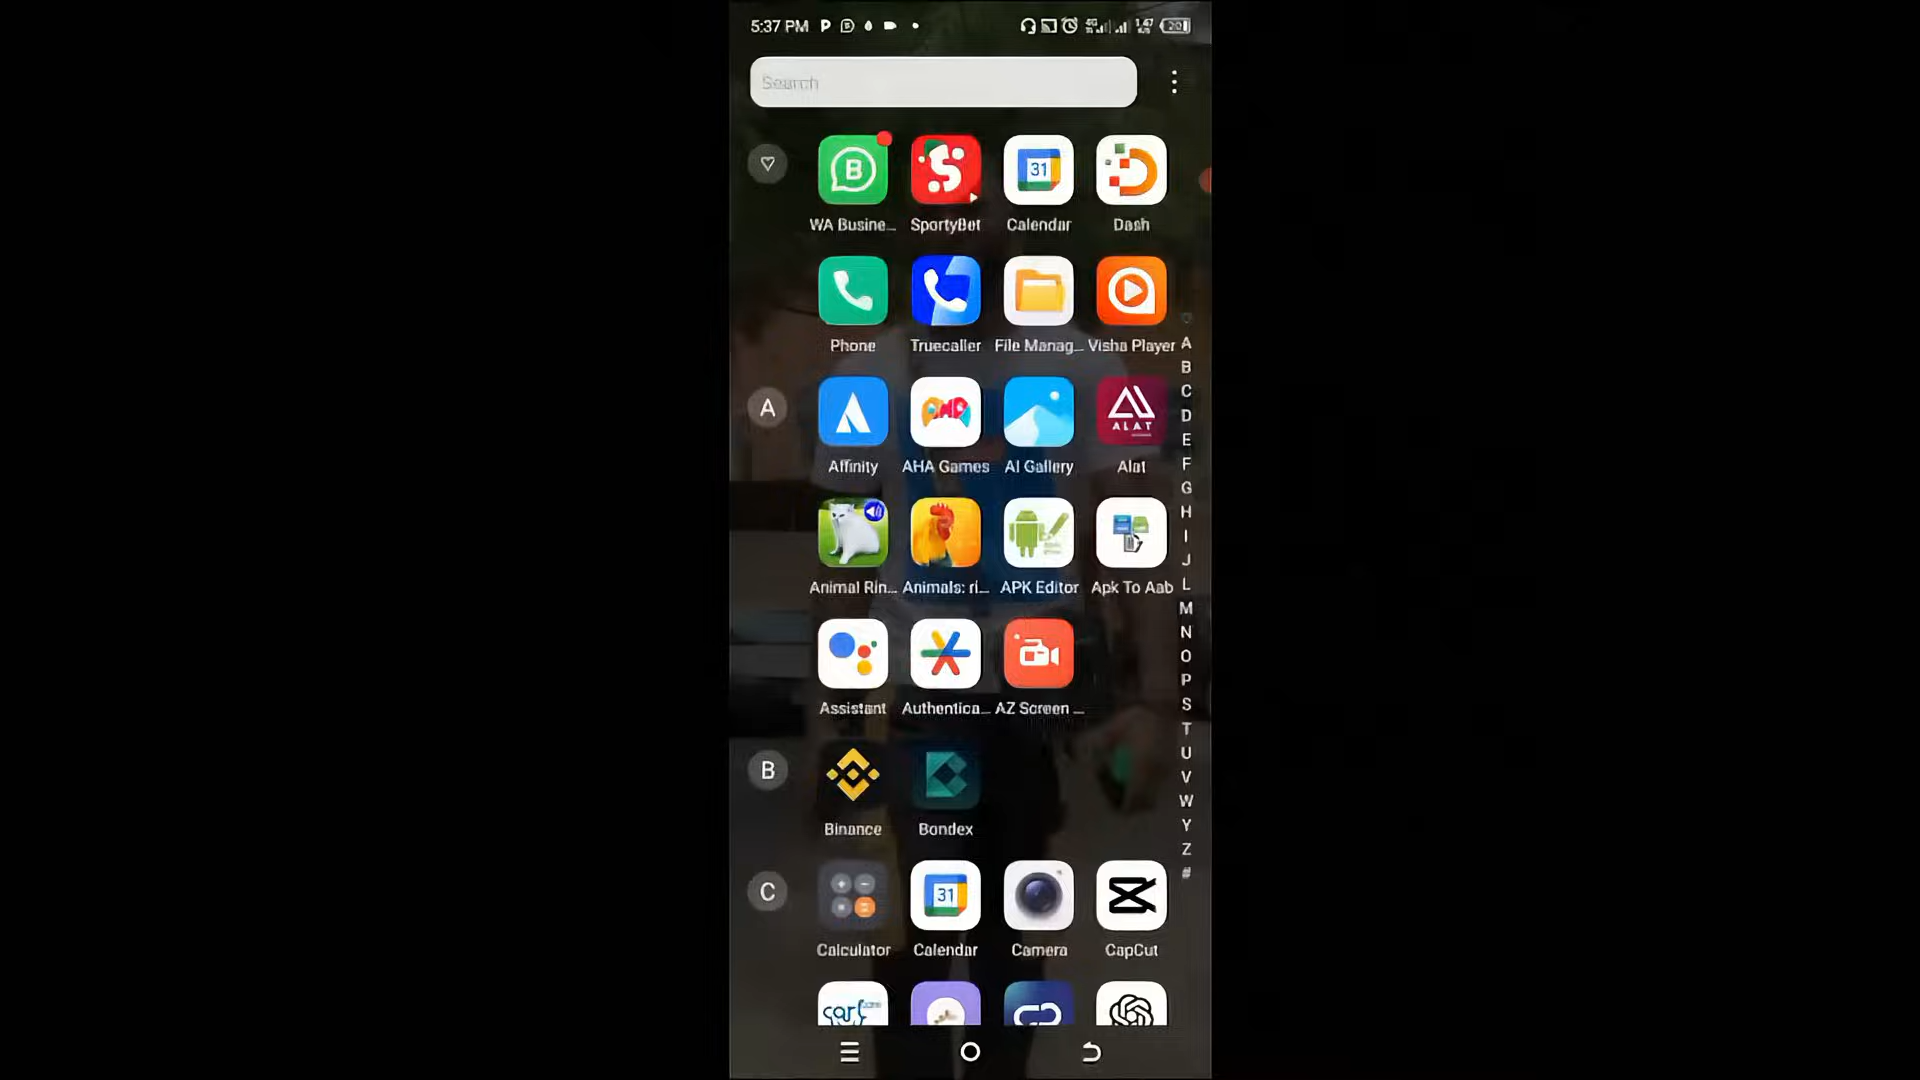 5:37 PM
Search
WA Busine... SportyBet Calendar Dash
Phone Truecaller File Manag... Visha Player
A
B
C
D
E
F
G
H
I
J
L
M
N
O
P
S
T
U
V
W
Y
Z
#
A
Affinity AHA Games AI Gallery Alat
ALAT
Animal Rin... Animals: ri... APK Editor Apk To Aab
Assistant Authentica... AZ Screen ...
B
Binance Bondex
C
31
Calculator Calendar Camera CapCut